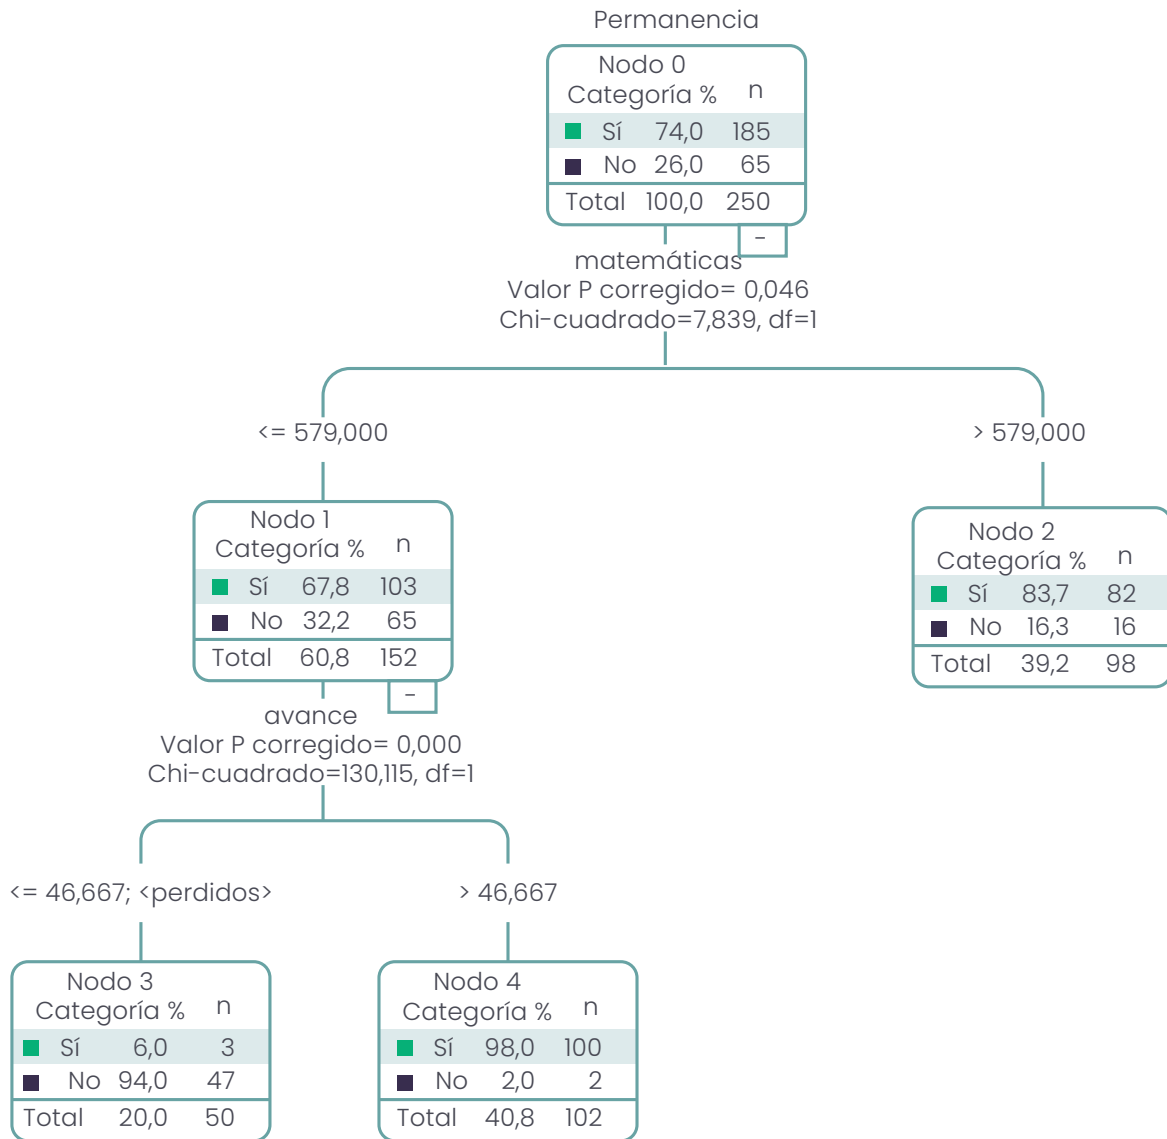 Permanencia
Nodo 0
Categoría % n
Sí 74,0 185
No 26,0 65
Total 100,0 250
-
matemáticas
Valor P corregido= 0,046
Chi-cuadrado=7,839, df=1
<= 579,000
> 579,000
Nodo 1
Categoría % n
Sí 67,8 103
No 32,2 65
Total 60,8 152
-
Nodo 2
Categoría % n
Sí 83,7 82
No 16,3 16
Total 39,2 98
avance
Valor P corregido= 0,000
Chi-cuadrado=130,115, df=1
<= 46,667; <perdidos>
> 46,667
Nodo 3
Categoría % n
Sí 6,0 3
No 94,0 47
Total 20,0 50
Nodo 4
Categoría % n
Sí 98,0 100
No 2,0 2
Total 40,8 102